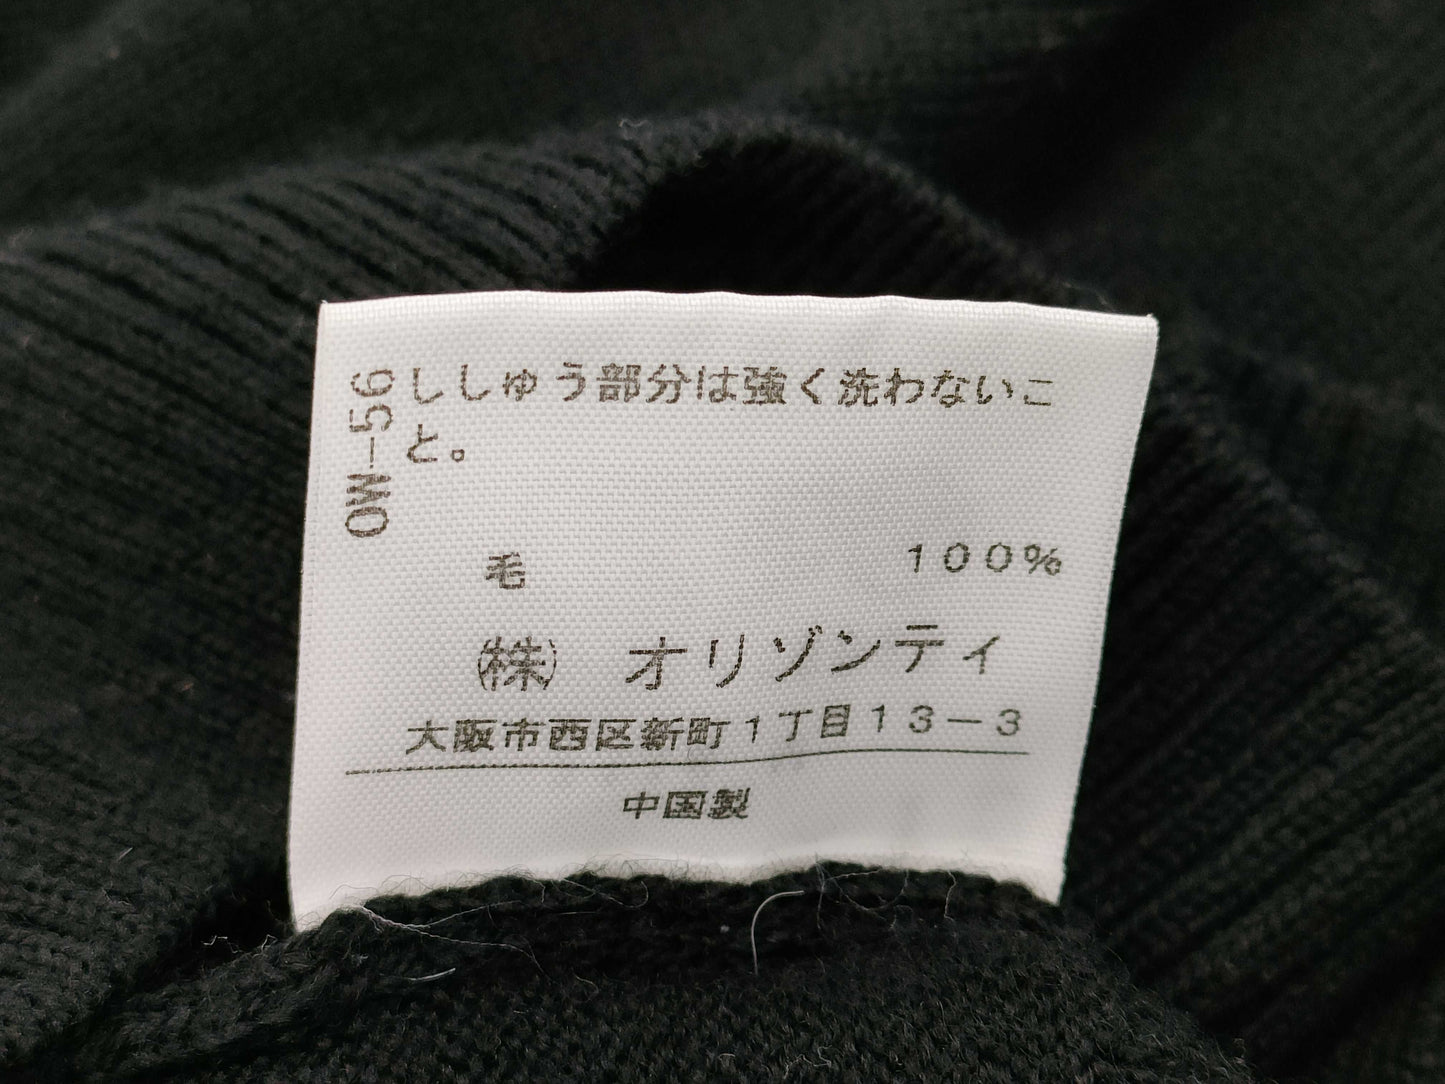 OW-56
ししゅう部分は強く洗わないこ
と。
毛 100%
㈱ オリゾンティ
大阪市西区新町1丁目13-3
中国製